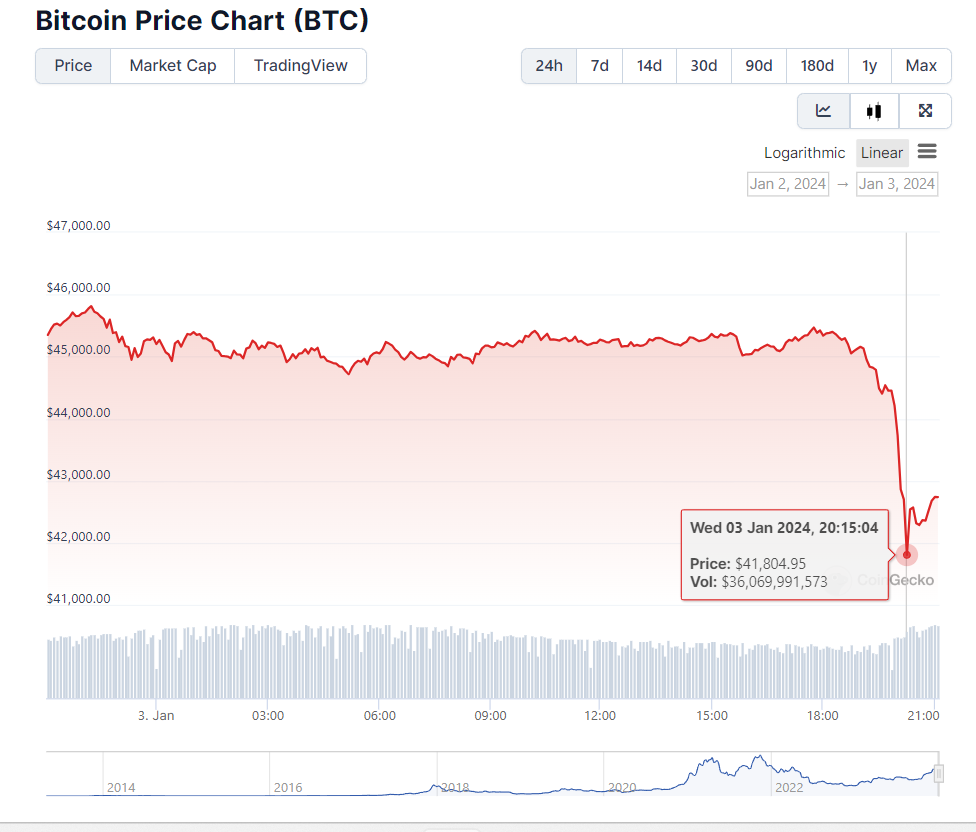 Bitcoin Price Chart (BTC)
Price Market Cap TradingView 24h 7d 14d 30d 90d 180d 1y Max
Logarithmic Linear
Jan 2, 2024 → Jan 3, 2024
$47,000.00
$46,000.00
$45,000.00
$44,000.00
$43,000.00
$42,000.00
$41,000.00
Wed 03 Jan 2024, 20:15:04
Price: $41,804.95
Vol: $36,069,991,573
CoinGecko
3. Jan 03:00 06:00 09:00 12:00 15:00 18:00 21:00
2014 2016 2018 2020 2022